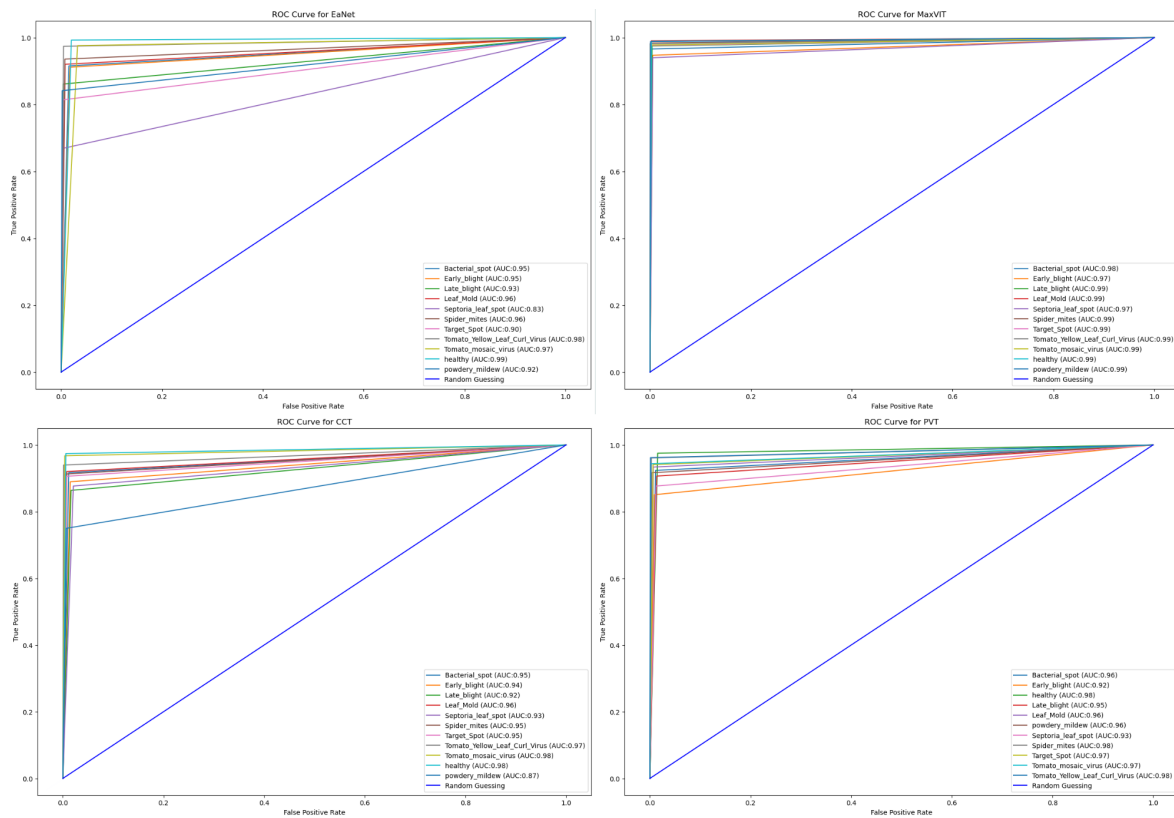 ROC Curve for EaNet
True Positive Rate
1.0
0.8
0.6
0.4
0.2
0.0
Bacterial_spot (AUC:0.95)
Early_blight (AUC:0.95)
Late_blight (AUC:0.93)
Leaf_Mold (AUC:0.96)
Septoria_leaf_spot (AUC:0.83)
Spider_mites (AUC:0.96)
Target_Spot (AUC:0.90)
Tomato_Yellow_Leaf_Curl_Virus (AUC:0.98)
Tomato_mosaic_virus (AUC:0.97)
healthy (AUC:0.99)
powdery_mildew (AUC:0.92)
Random Guessing
0.0 0.2 0.4 0.6 0.8 1.0
False Positive Rate
ROC Curve for MaxVIT
True Positive Rate
1.0
0.8
0.6
0.4
0.2
0.0
Bacterial_spot (AUC:0.98)
Early_blight (AUC:0.97)
Late_blight (AUC:0.99)
Leaf_Mold (AUC:0.99)
Septoria_leaf_spot (AUC:0.97)
Spider_mites (AUC:0.99)
Target_Spot (AUC:0.99)
Tomato_Yellow_Leaf_Curl_Virus (AUC:0.99)
Tomato_mosaic_virus (AUC:0.99)
healthy (AUC:0.99)
powdery_mildew (AUC:0.99)
Random Guessing
0.0 0.2 0.4 0.6 0.8 1.0
False Positive Rate
ROC Curve for CCT
True Positive Rate
1.0
0.8
0.6
0.4
0.2
0.0
Bacterial_spot (AUC:0.95)
Early_blight (AUC:0.94)
Late_blight (AUC:0.92)
Leaf_Mold (AUC:0.96)
Septoria_leaf_spot (AUC:0.93)
Spider_mites (AUC:0.95)
Target_Spot (AUC:0.95)
Tomato_Yellow_Leaf_Curl_Virus (AUC:0.97)
Tomato_mosaic_virus (AUC:0.98)
healthy (AUC:0.98)
powdery_mildew (AUC:0.87)
Random Guessing
0.0 0.2 0.4 0.6 0.8 1.0
False Positive Rate
ROC Curve for PVT
True Positive Rate
1.0
0.8
0.6
0.4
0.2
0.0
Bacterial_spot (AUC:0.96)
Early_blight (AUC:0.92)
healthy (AUC:0.98)
Late_blight (AUC:0.95)
Leaf_Mold (AUC:0.96)
powdery_mildew (AUC:0.96)
Septoria_leaf_spot (AUC:0.93)
Spider_mites (AUC:0.98)
Target_Spot (AUC:0.97)
Tomato_mosaic_virus (AUC:0.97)
Tomato_Yellow_Leaf_Curl_Virus (AUC:0.98)
Random Guessing
0.0 0.2 0.4 0.6 0.8 1.0
False Positive Rate